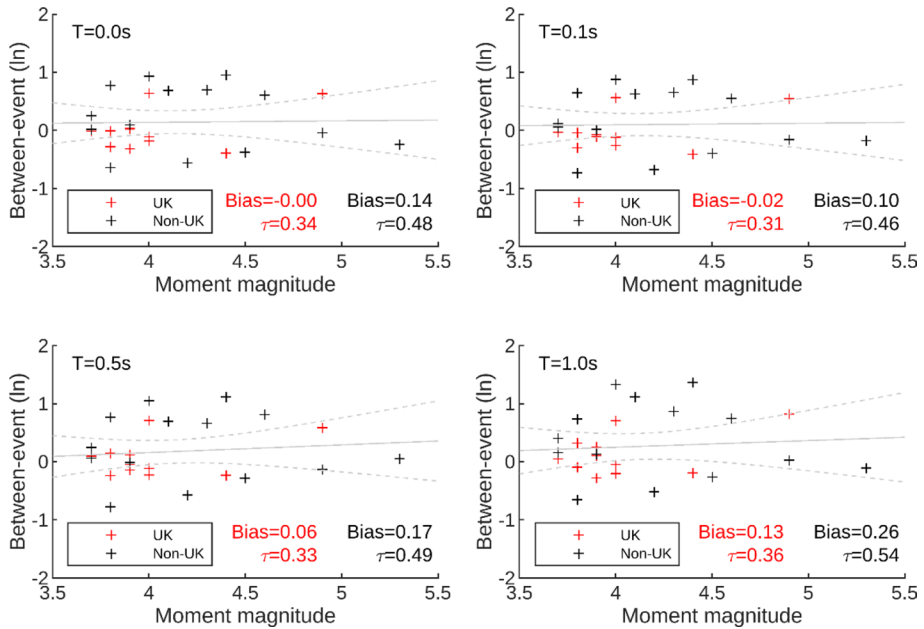 T=0.0s
Between-event (ln)
2
1
0
-1
-2
UK
Non-UK
Bias=-0.00 Bias=0.14
τ=0.34 τ=0.48
3.5 4 4.5 5 5.5
Moment magnitude
T=0.1s
Between-event (ln)
2
1
0
-1
-2
UK
Non-UK
Bias=-0.02 Bias=0.10
τ=0.31 τ=0.46
3.5 4 4.5 5 5.5
Moment magnitude
T=0.5s
Between-event (ln)
2
1
0
-1
-2
UK
Non-UK
Bias=0.06 Bias=0.17
τ=0.33 τ=0.49
3.5 4 4.5 5 5.5
Moment magnitude
T=1.0s
Between-event (ln)
2
1
0
-1
-2
UK
Non-UK
Bias=0.13 Bias=0.26
τ=0.36 τ=0.54
3.5 4 4.5 5 5.5
Moment magnitude